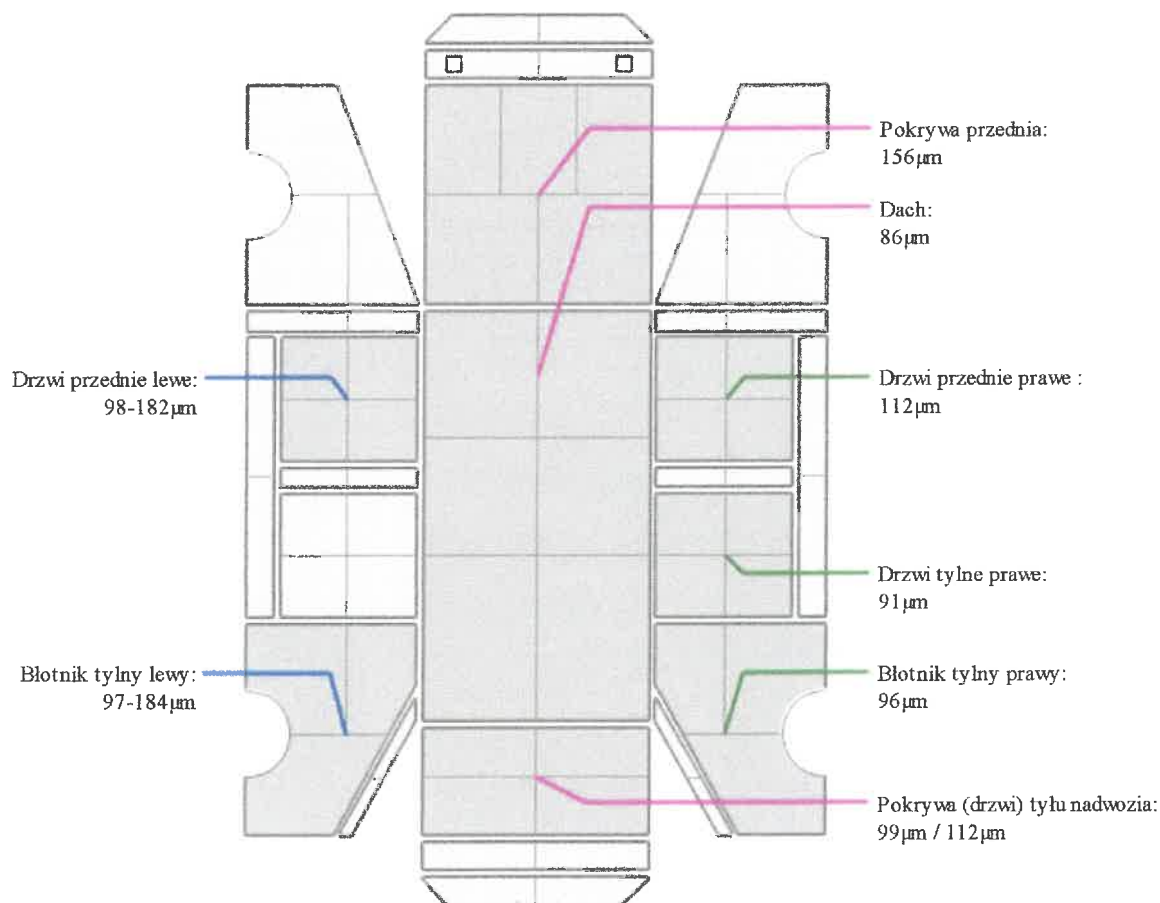 Pokrywa przednia:
156µm
Dach:
86µm
Drzwi przednie lewe:
98-182µm
Drzwi przednie prawe :
112µm
Drzwi tylne prawe:
91µm
Błotnik tylny lewy:
97-184µm
Błotnik tylny prawy:
96µm
Pokrywa (drzwi) tyłu nadwozia:
99µm / 112µm